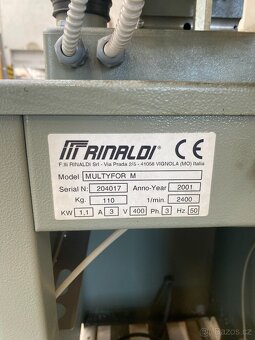 RINALDI CE
F.lli RINALDI Srl - Via Prada 2/5 - 41058 VIGNOLA (MO) Italia
Model MULTYFOR M
Serial N: 204017 Anno-Year 2001
Kg. 110 1/min. 2400
KW 1,1 A 3 V 400 Ph. 3 Hz 50
Sbazar.cz